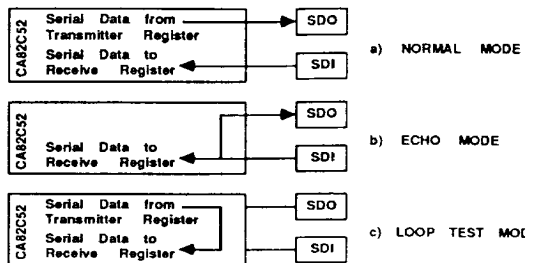 CA82C52
Serial Data from
Transmitter Register
Serial Data to
Receive Register
SDO
SDI
a) NORMAL MODE
CA82C52
Serial Data to
Receive Register
SDO
SDI
b) ECHO MODE
CA82C52
Serial Data from
Transmitter Register
Serial Data to
Receive Register
SDO
SDI
c) LOOP TEST MOD